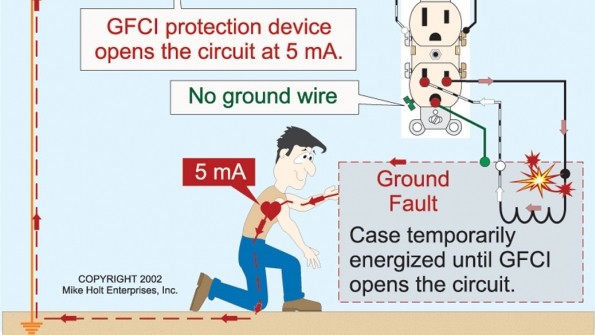 GFCI protection device
opens the circuit at 5 mA.
No ground wire
5 mA
Ground
Fault
Case temporarily
energized until GFCI
opens the circuit.
COPYRIGHT 2002
Mike Holt Enterprises, Inc.